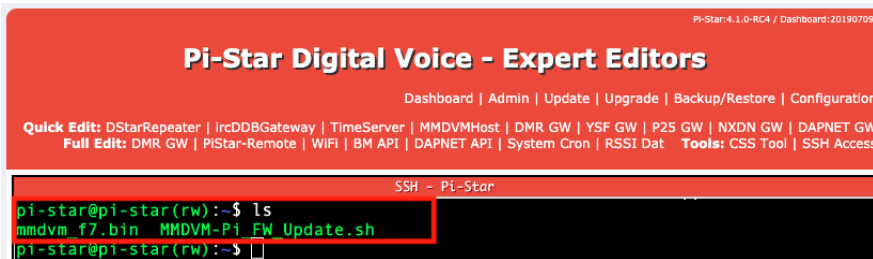 Pi-Star:4.1.0-RC4 / Dashboard:20190709
Pi-Star Digital Voice - Expert Editors
Dashboard | Admin | Update | Upgrade | Backup/Restore | Configuration
Quick Edit: DStarRepeater | ircDDBGateway | TimeServer | MMDVMHost | DMR GW | YSF GW | P25 GW | NXDN GW | DAPNET GW
Full Edit: DMR GW | PiStar-Remote | WiFi | BM API | DAPNET API | System Cron | RSSI Dat Tools: CSS Tool | SSH Access
SSH - Pi-Star
pi-star@pi-star(rw):~$ ls
mmdvm_f7.bin  MMDVM-Pi_FW_Update.sh
pi-star@pi-star(rw):~$